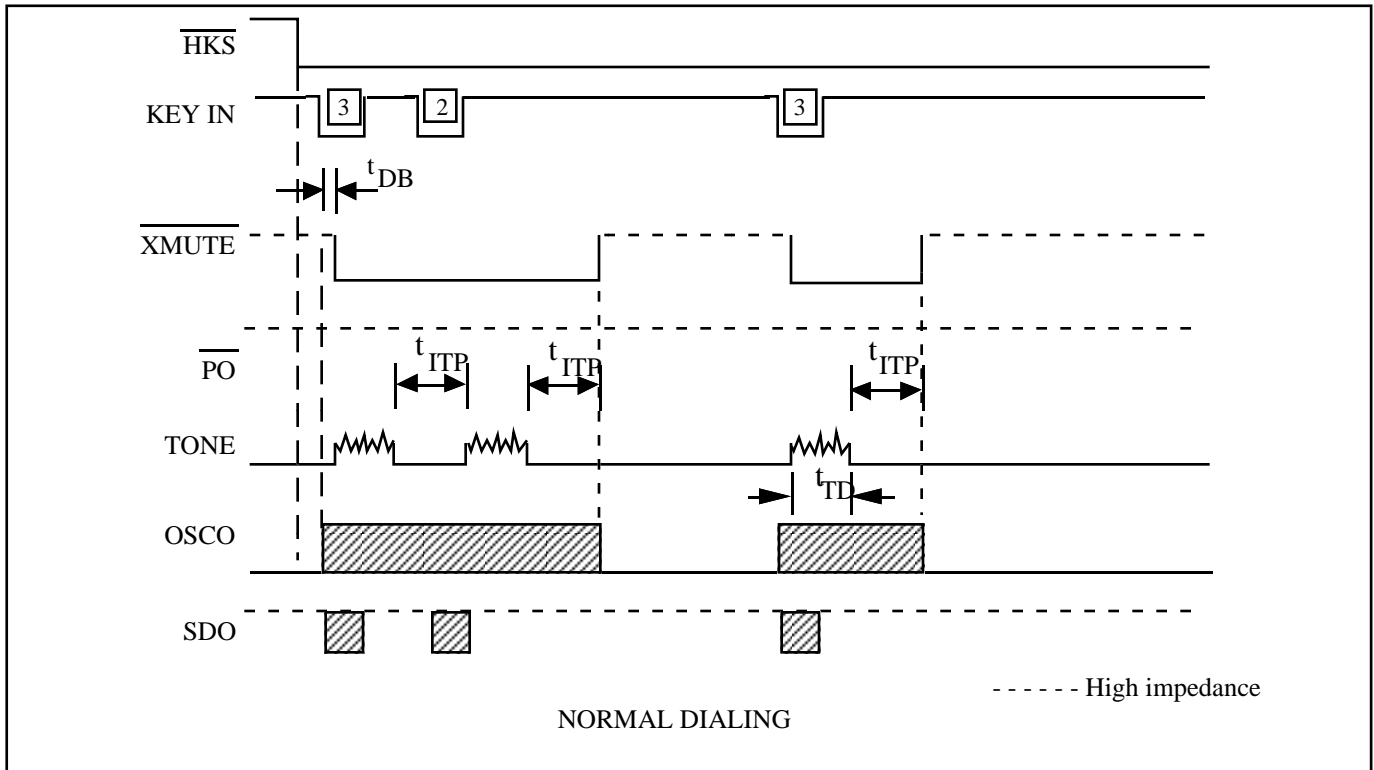 HKS
KEY IN
3
2
3
tDB
XMUTE
PO
tITP
tITP
tITP
TONE
tTD
OSCO
SDO
- - - - - - High impedance
NORMAL DIALING